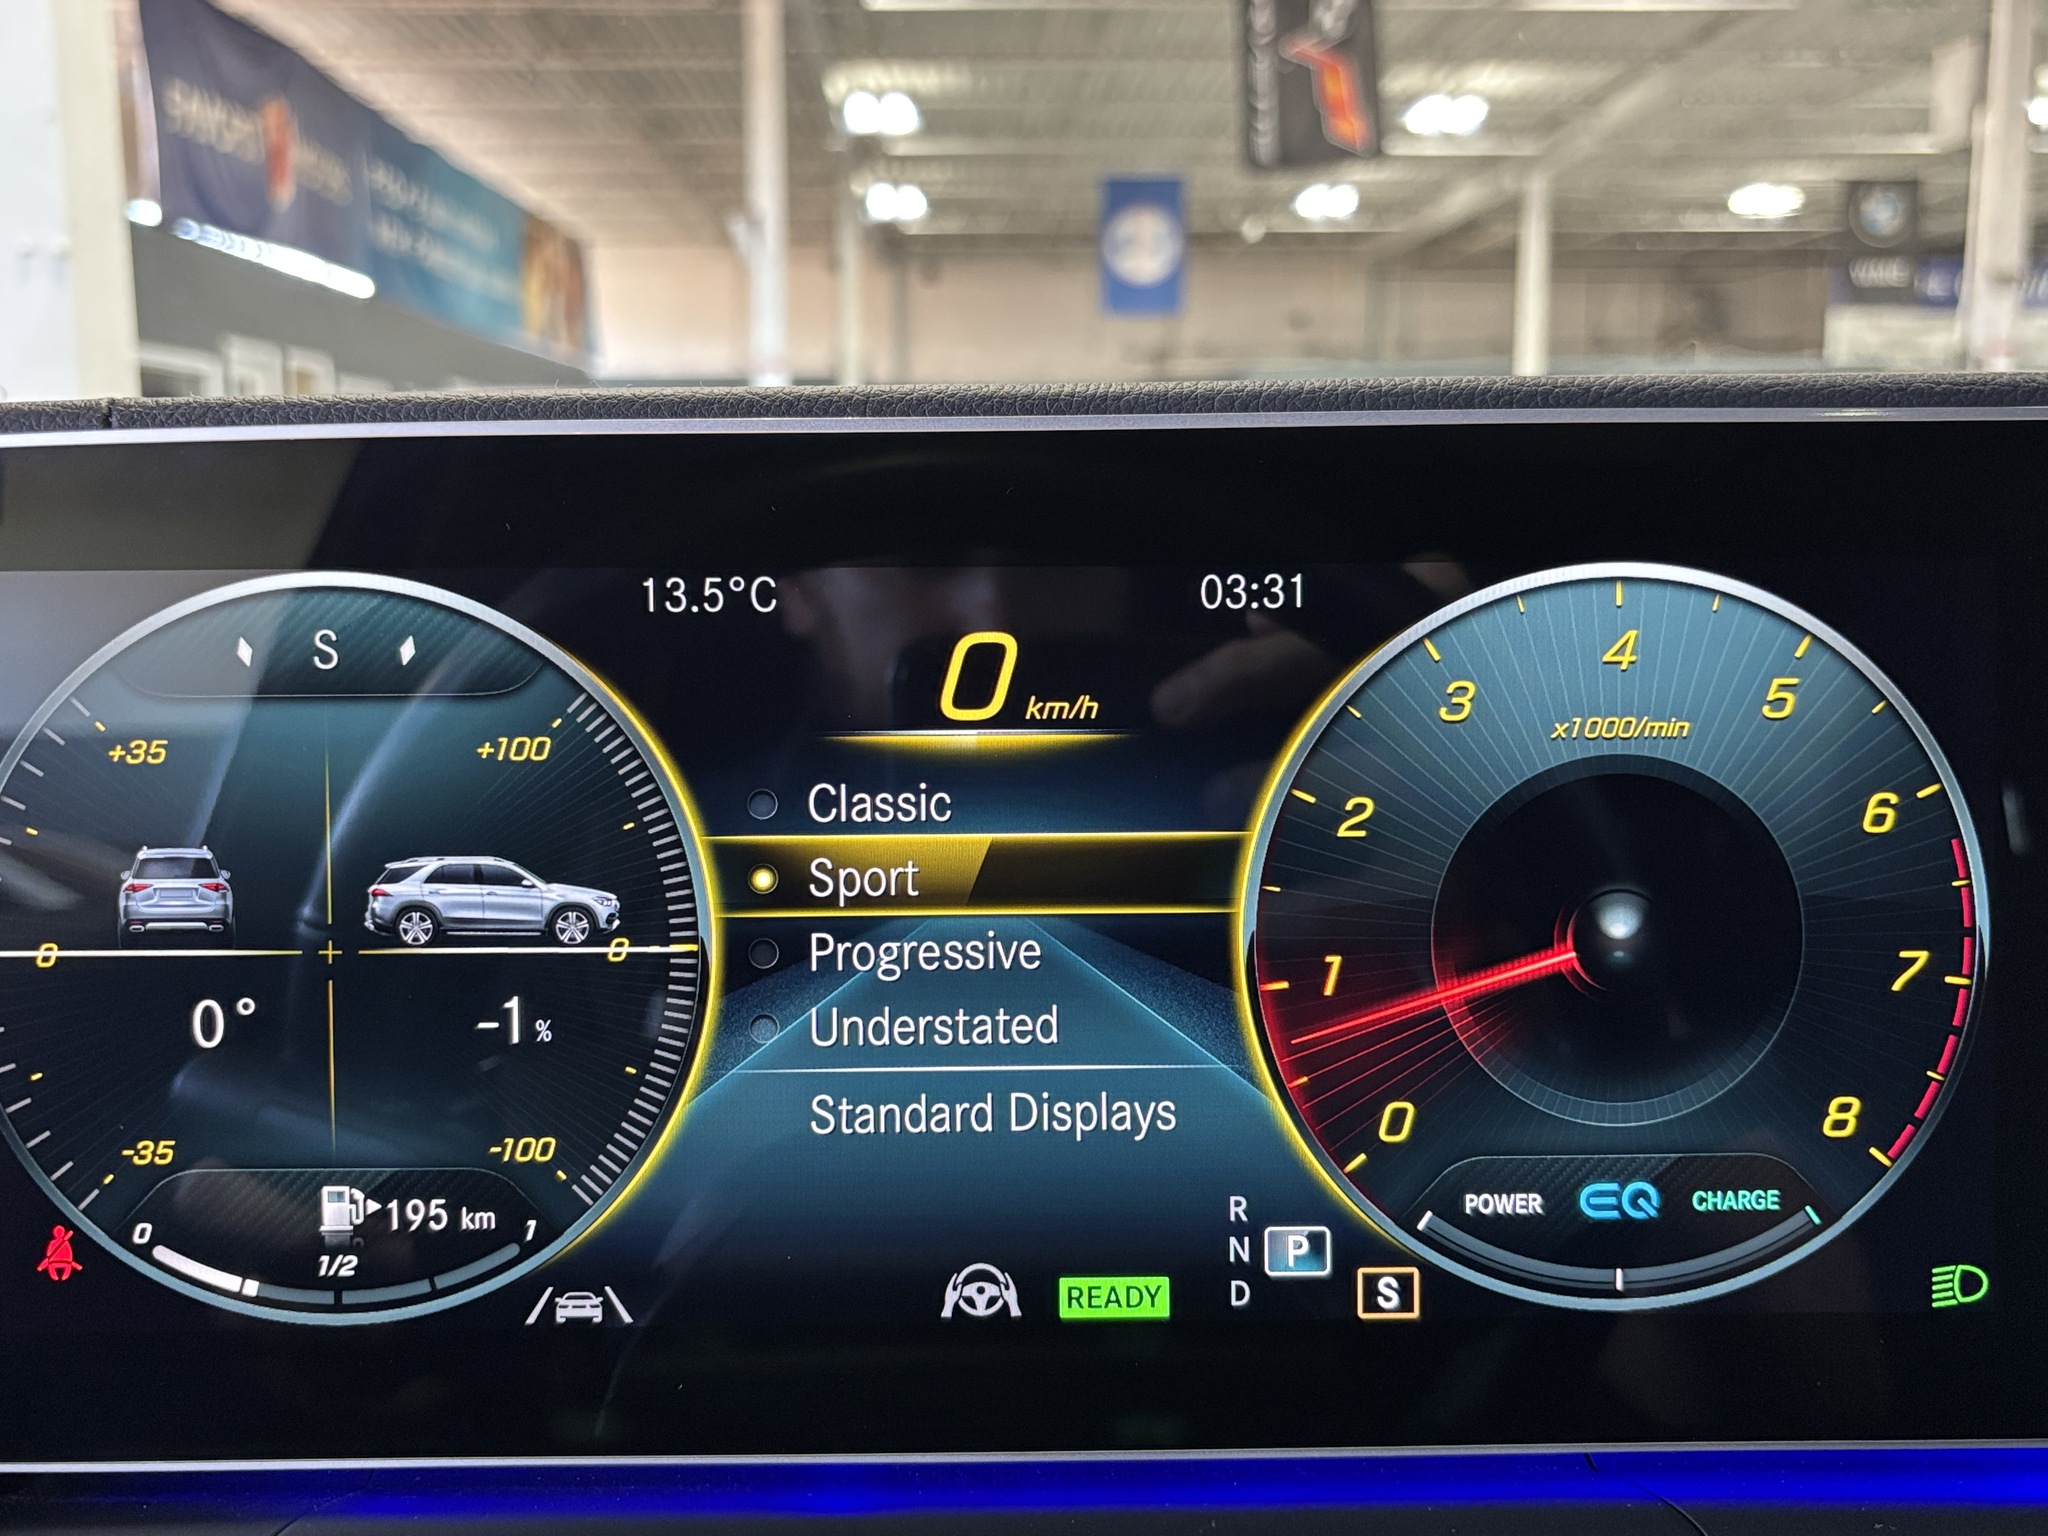 13.5°C
03:31
S
0 km/h
+35
+100
Classic
Sport
Progressive
Understated
Standard Displays
0
0
0°
-1 %
-35
-100
195 km
0
1/2
1
READY
R
N
P
D
S
x1000/min
0
1
2
3
4
5
6
7
8
POWER
EQ
CHARGE